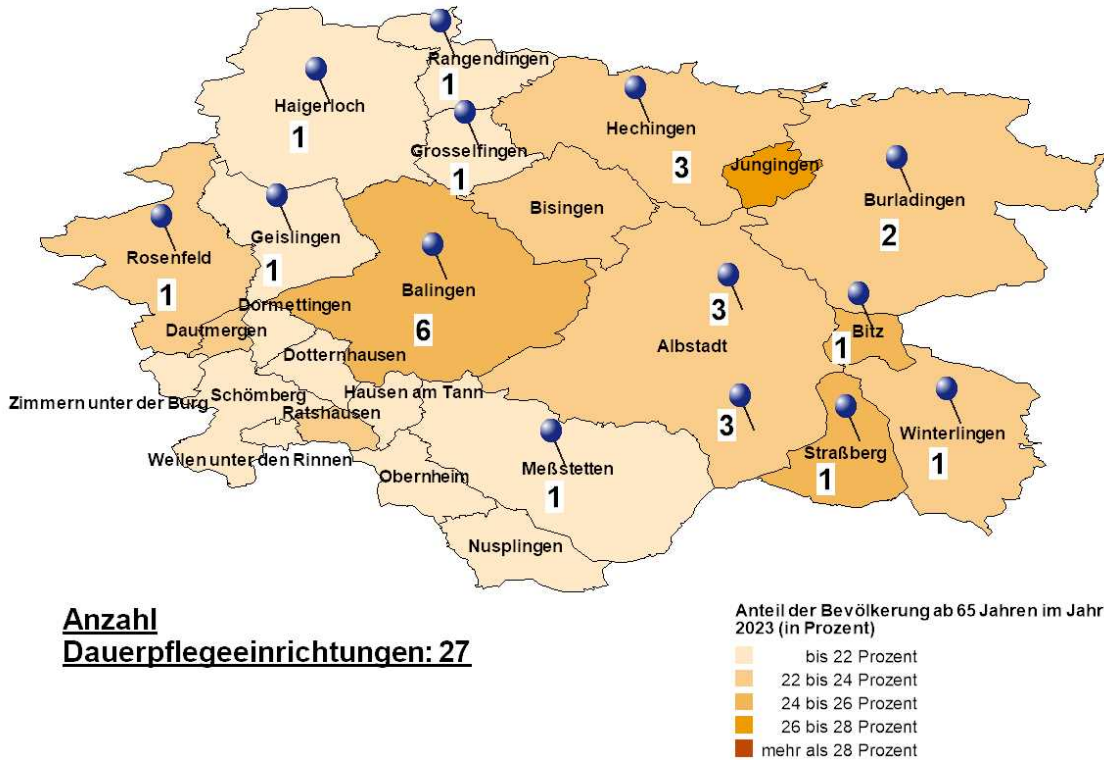 Rangendingen
1
Haigerloch
1
Hechingen
3
Grosselfingen
1
Jungingen
Burladingen
2
Bisingen
Geislingen
1
Rosenfeld
1
Balingen
6
Dormettingen
Dautmergen
3
Albstadt
Bitz
1
Dotternhausen
Zimmern unter der Burg
Schömberg
Hausen am Tann
Ratshausen
3
Winterlingen
1
Straßberg
1
Weilen unter den Rinnen
Obernheim
Meßstetten
1
Nusplingen
Anzahl
Dauerpflegeeinrichtungen: 27
Anteil der Bevölkerung ab 65 Jahren im Jahr
2023 (in Prozent)
bis 22 Prozent
22 bis 24 Prozent
24 bis 26 Prozent
26 bis 28 Prozent
mehr als 28 Prozent